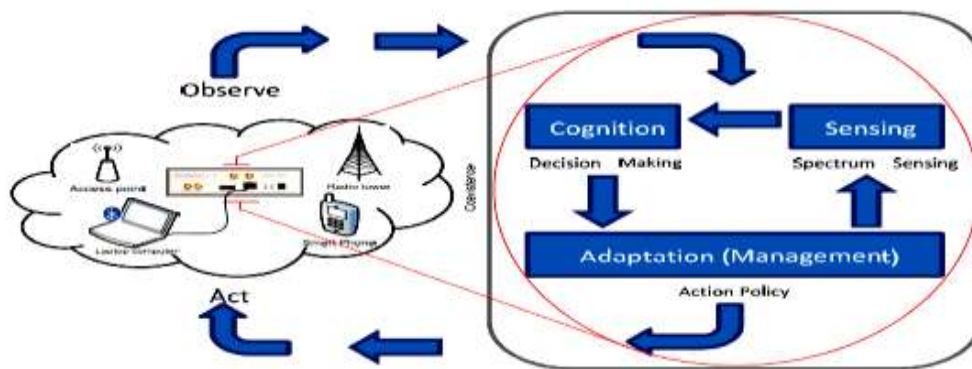 Observe
Access point
Radio tower
Laptop computer
Smart Phone
Act
Coexistence
Cognition
Sensing
Decision Making
Spectrum Sensing
Adaptation (Management)
Action Policy